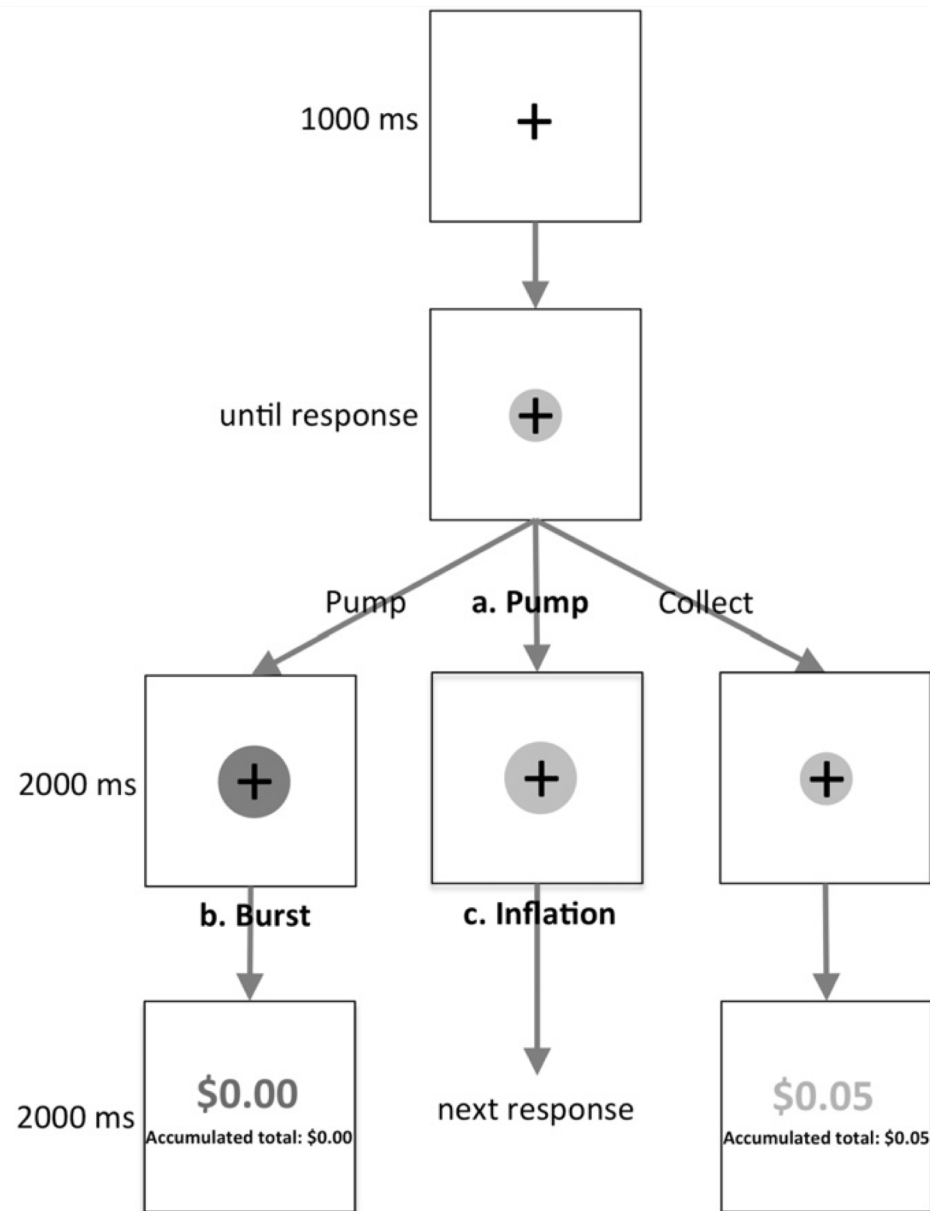 1000 ms
until response
Pump
a. Pump
Collect
2000 ms
b. Burst
c. Inflation
2000 ms
$0.00
Accumulated total: $0.00
next response
$0.05
Accumulated total: $0.05